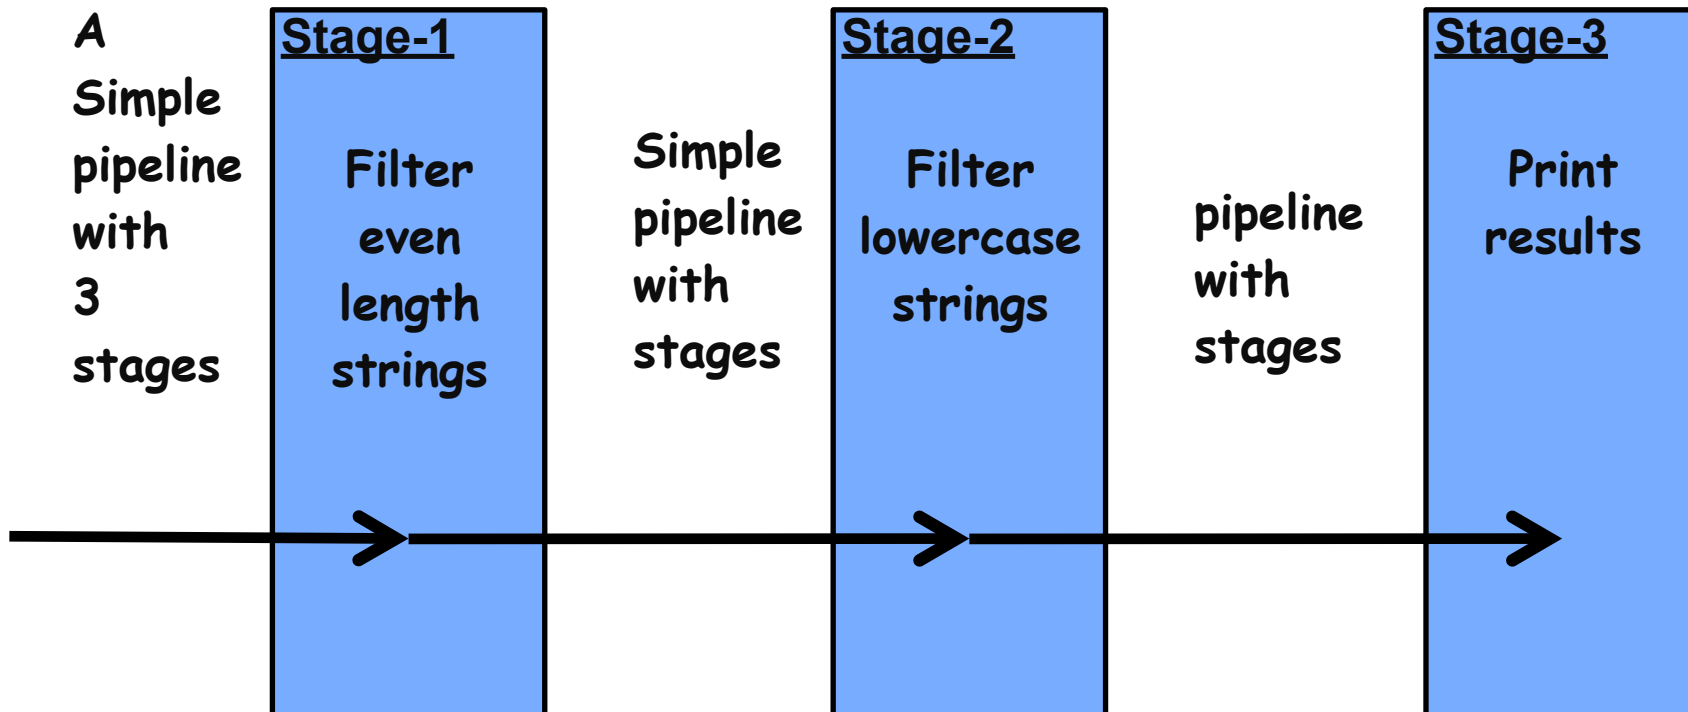 A
Simple
pipeline
with
3
stages
Stage-1
Filter
even
length
strings
Simple
pipeline
with
stages
Stage-2
Filter
lowercase
strings
pipeline
with
stages
Stage-3
Print
results